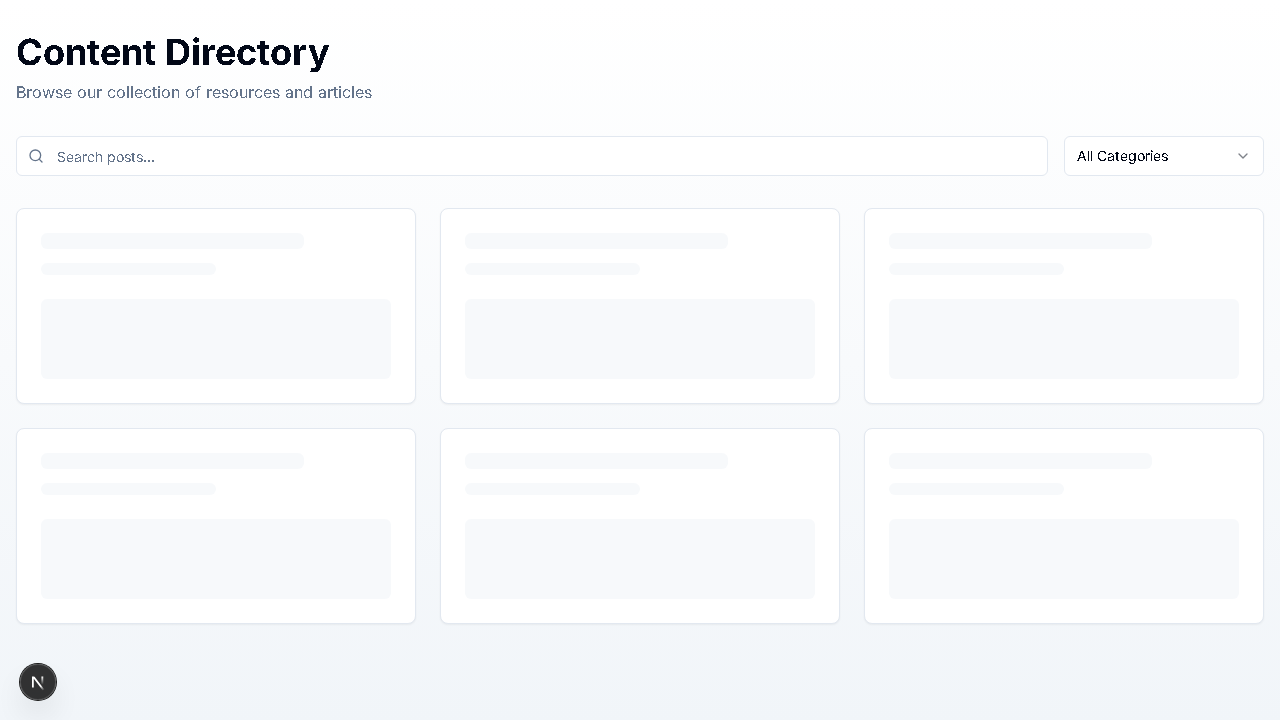 Content Directory
Browse our collection of resources and articles
Search posts...
All Categories
N